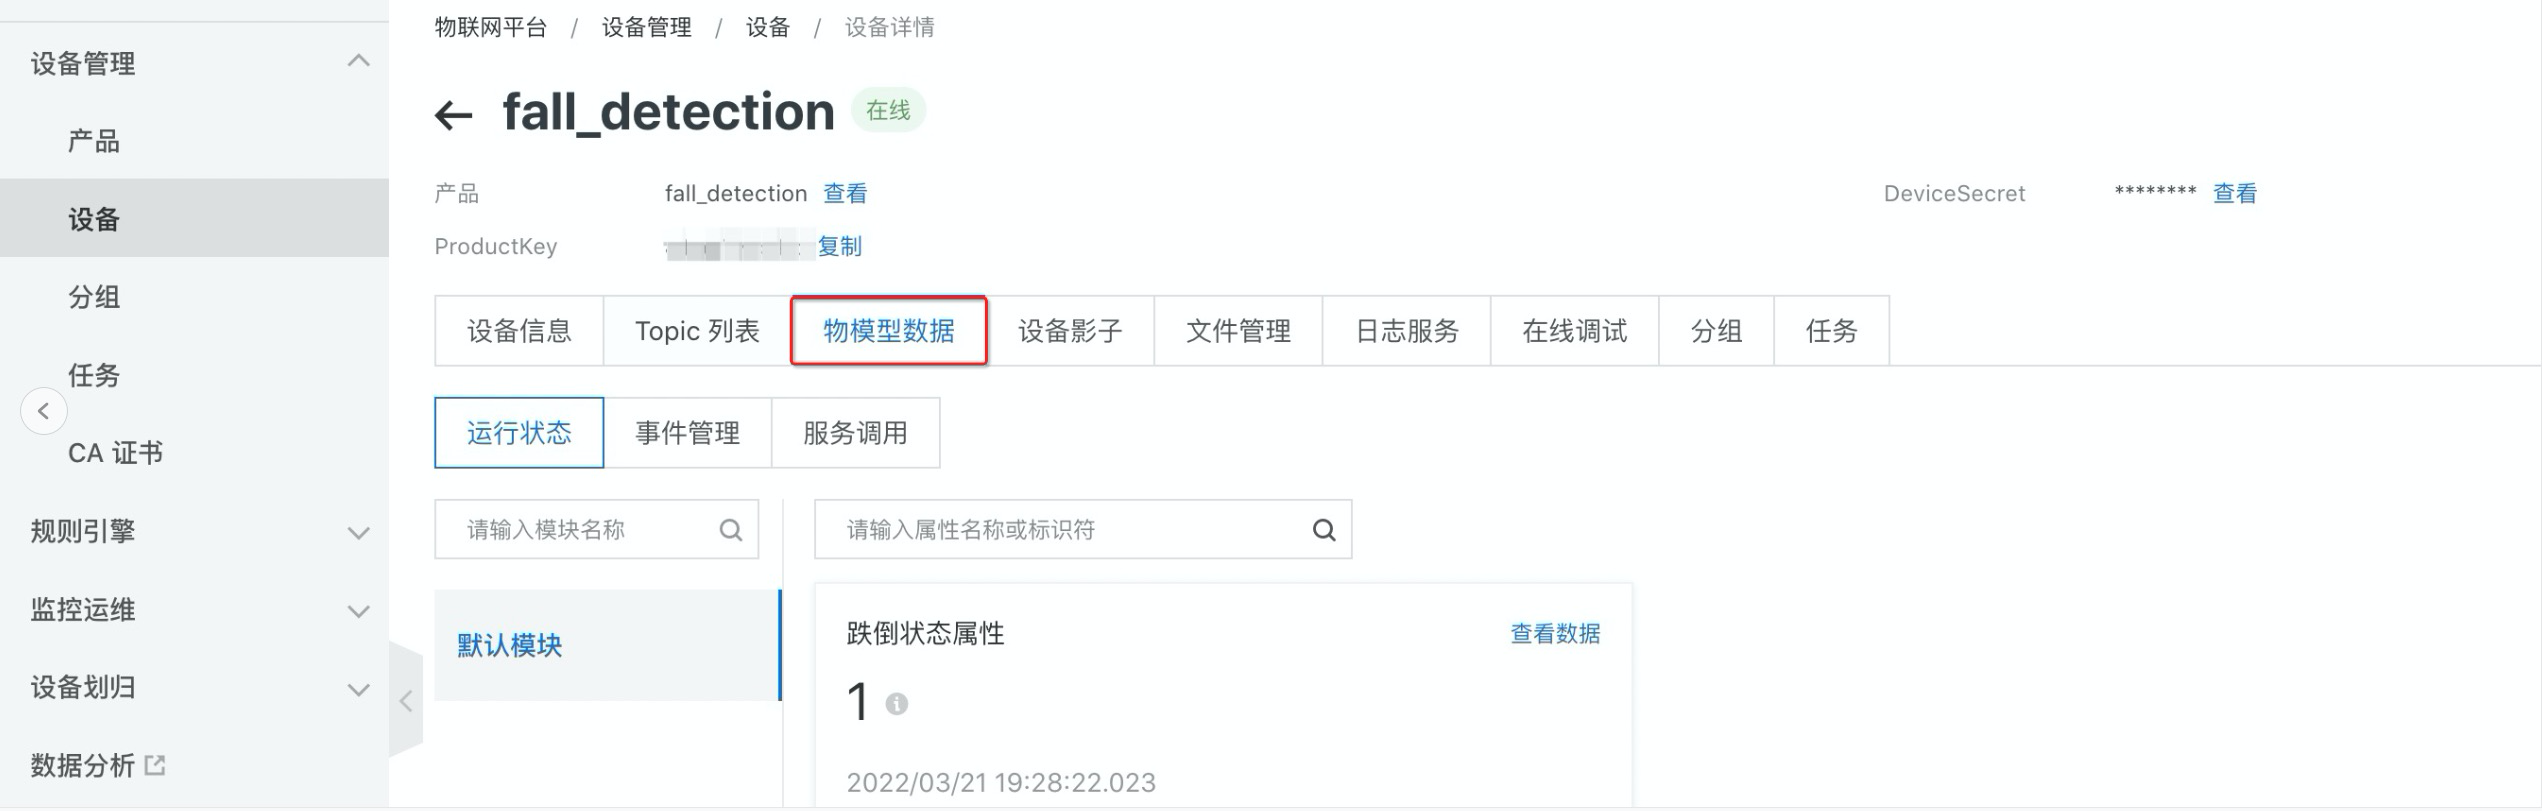 设备管理
产品
设备
分组
任务
CA 证书
规则引擎
监控运维
设备划归
数据分析
物联网平台 / 设备管理 / 设备 / 设备详情
fall_detection 在线
产品 fall_detection 查看 DeviceSecret ******** 查看
ProductKey 复制
设备信息 Topic 列表 物模型数据 设备影子 文件管理 日志服务 在线调试 分组 任务
运行状态 事件管理 服务调用
请输入模块名称 请输入属性名称或标识符
默认模块
跌倒状态属性 查看数据
1
2022/03/21 19:28:22.023